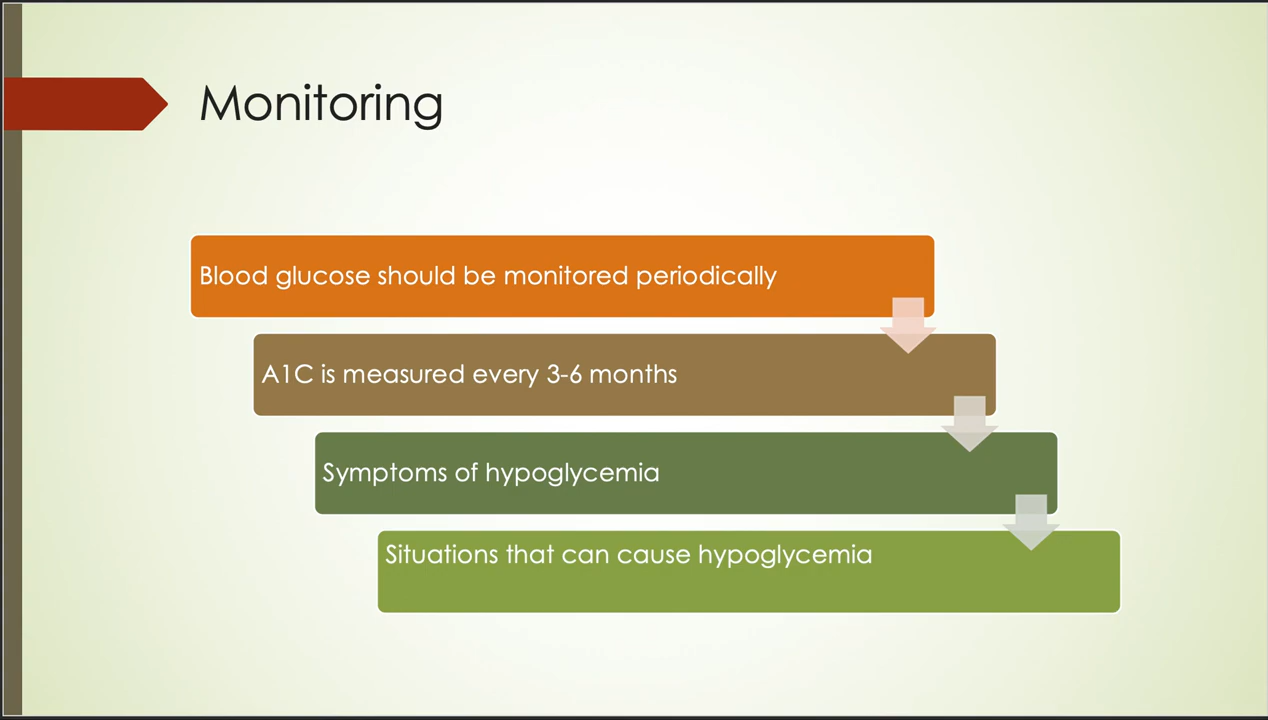 Monitoring
Blood glucose should be monitored periodically
A1C is measured every 3-6 months
Symptoms of hypoglycemia
Situations that can cause hypoglycemia